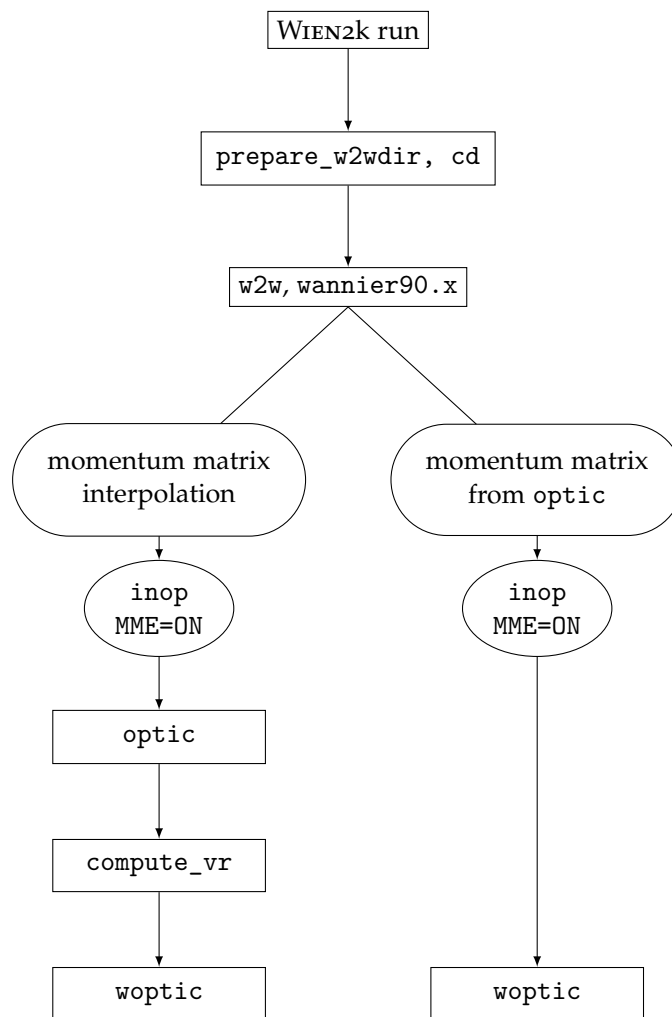 WIEN2k run
prepare_w2wdir, cd
w2w, wannier90.x
momentum matrix
interpolation
momentum matrix
from optic
inop
MME=ON
inop
MME=ON
optic
compute_vr
woptic
woptic